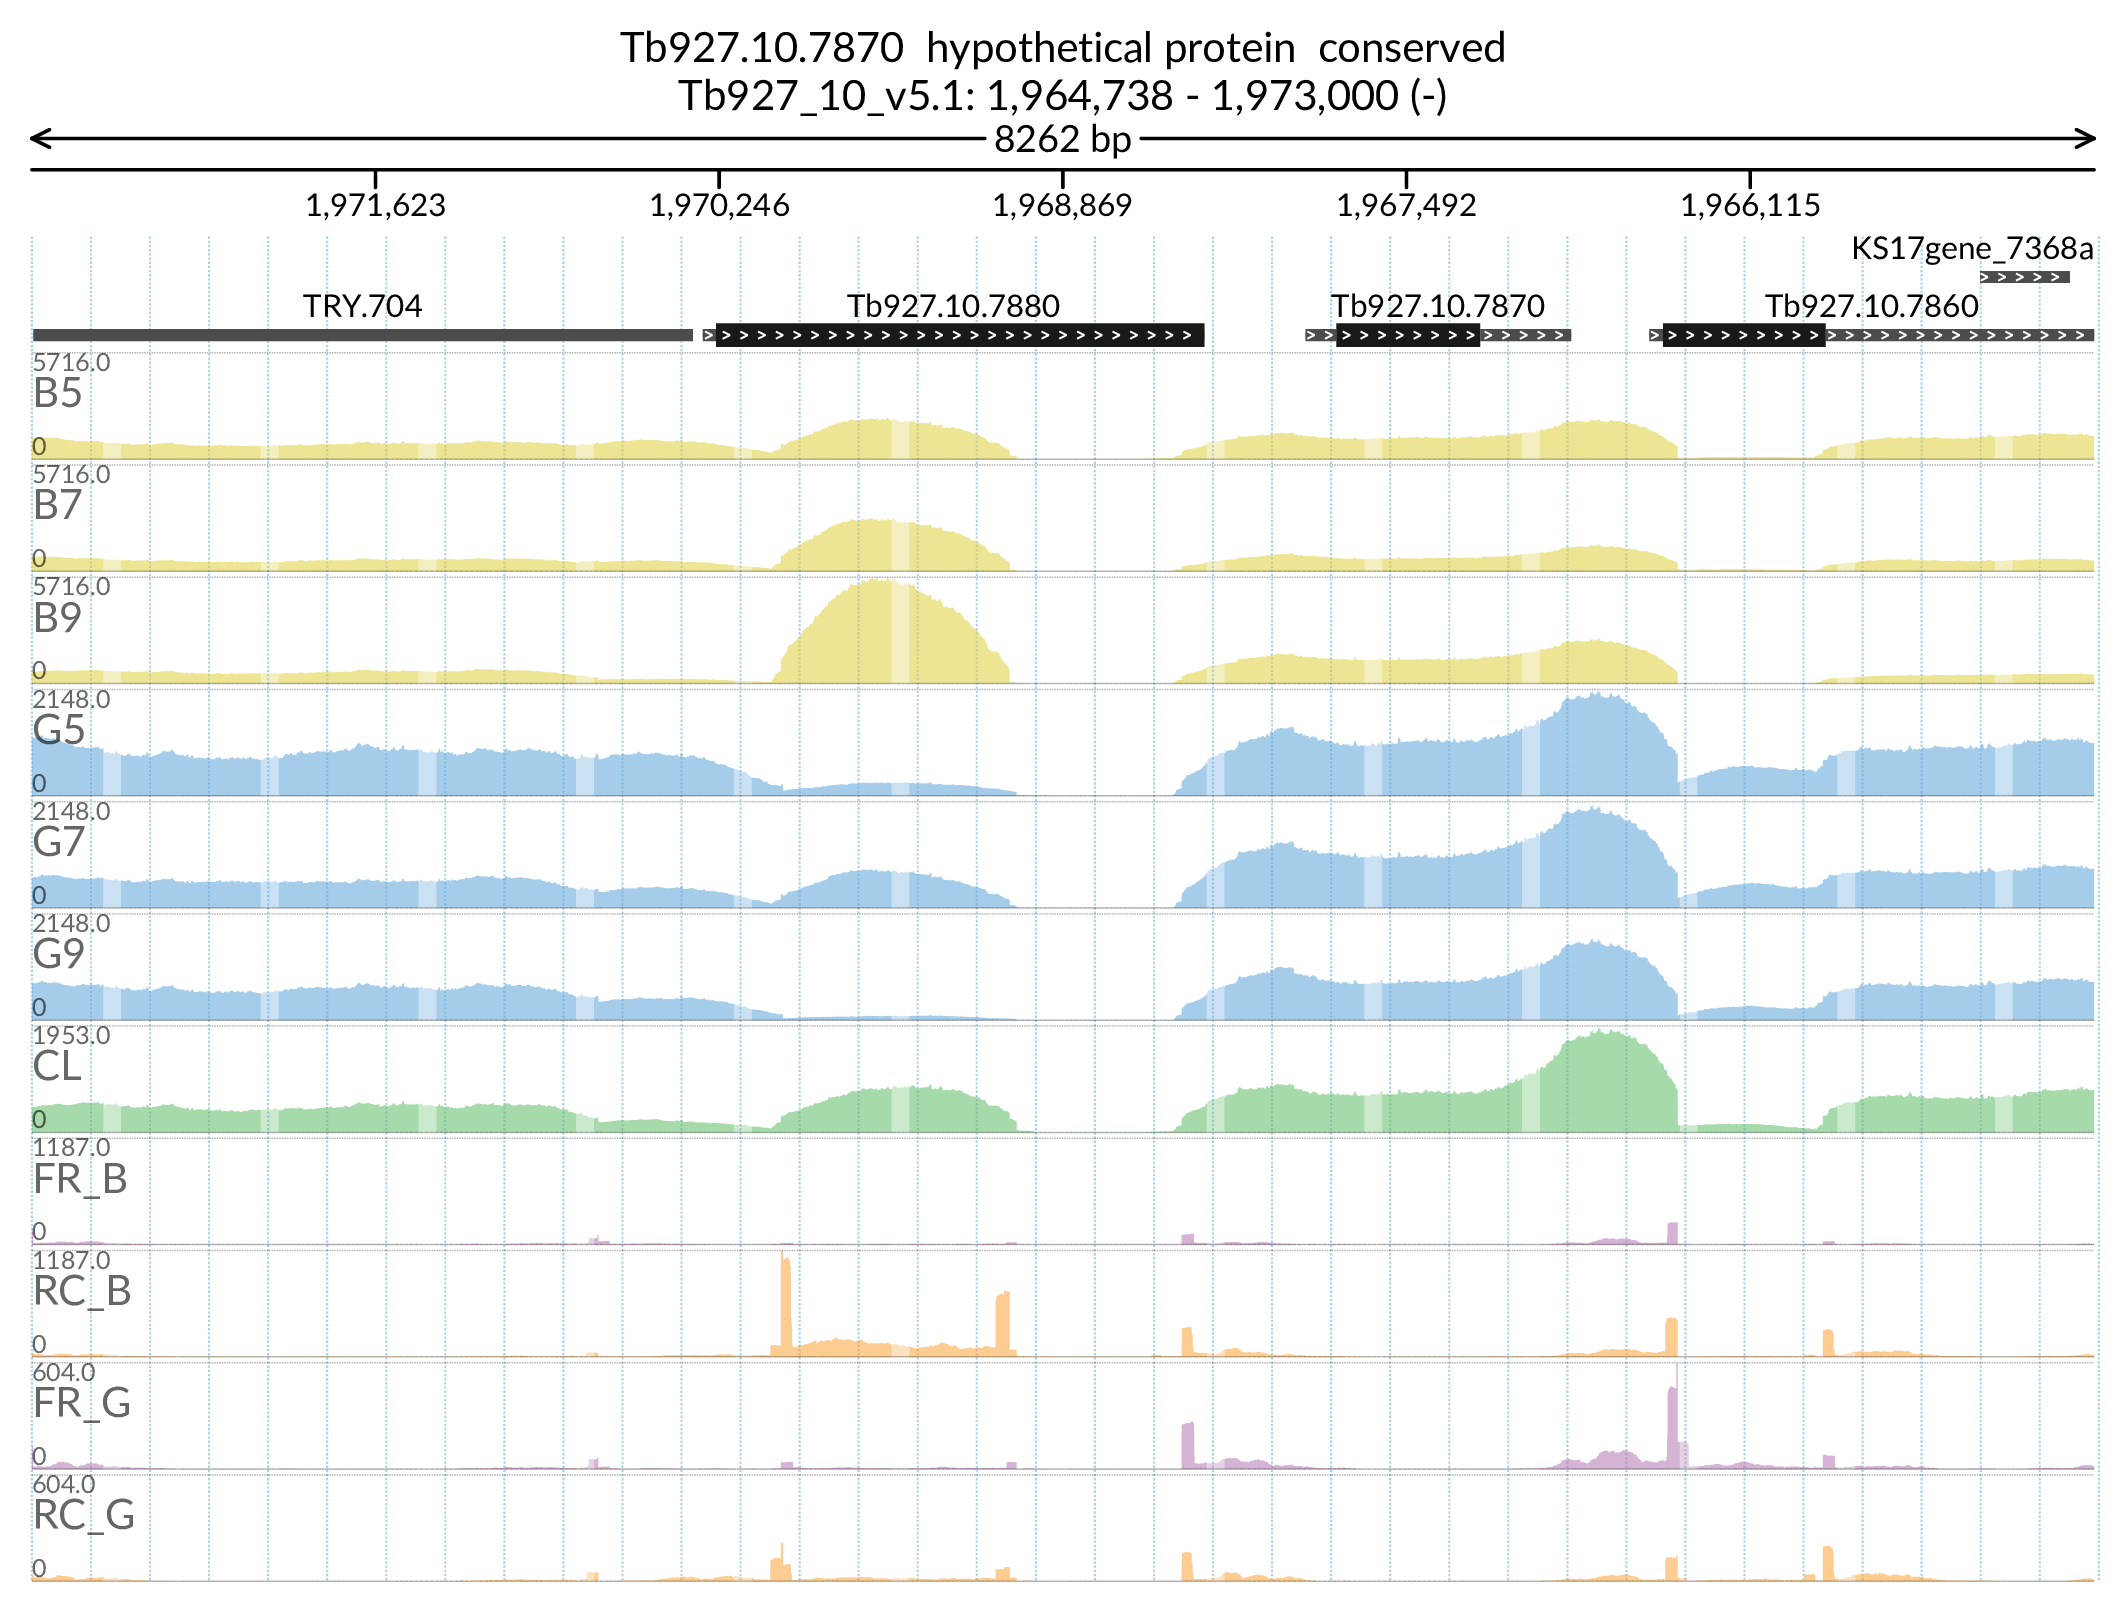 Tb927.10.7870  hypothetical protein  conserved
Tb927_10_v5.1: 1,964,738 - 1,973,000 (-)
8262 bp
1,971,623 1,970,246 1,968,869 1,967,492 1,966,115
KS17gene_7368a
TRY.704 Tb927.10.7880 Tb927.10.7870 Tb927.10.7860
5716.0
B5
0
5716.0
B7
0
5716.0
B9
0
2148.0
G5
0
2148.0
G7
0
2148.0
G9
0
1953.0
CL
0
1187.0
FR_B
0
1187.0
RC_B
0
604.0
FR_G
0
604.0
RC_G
0